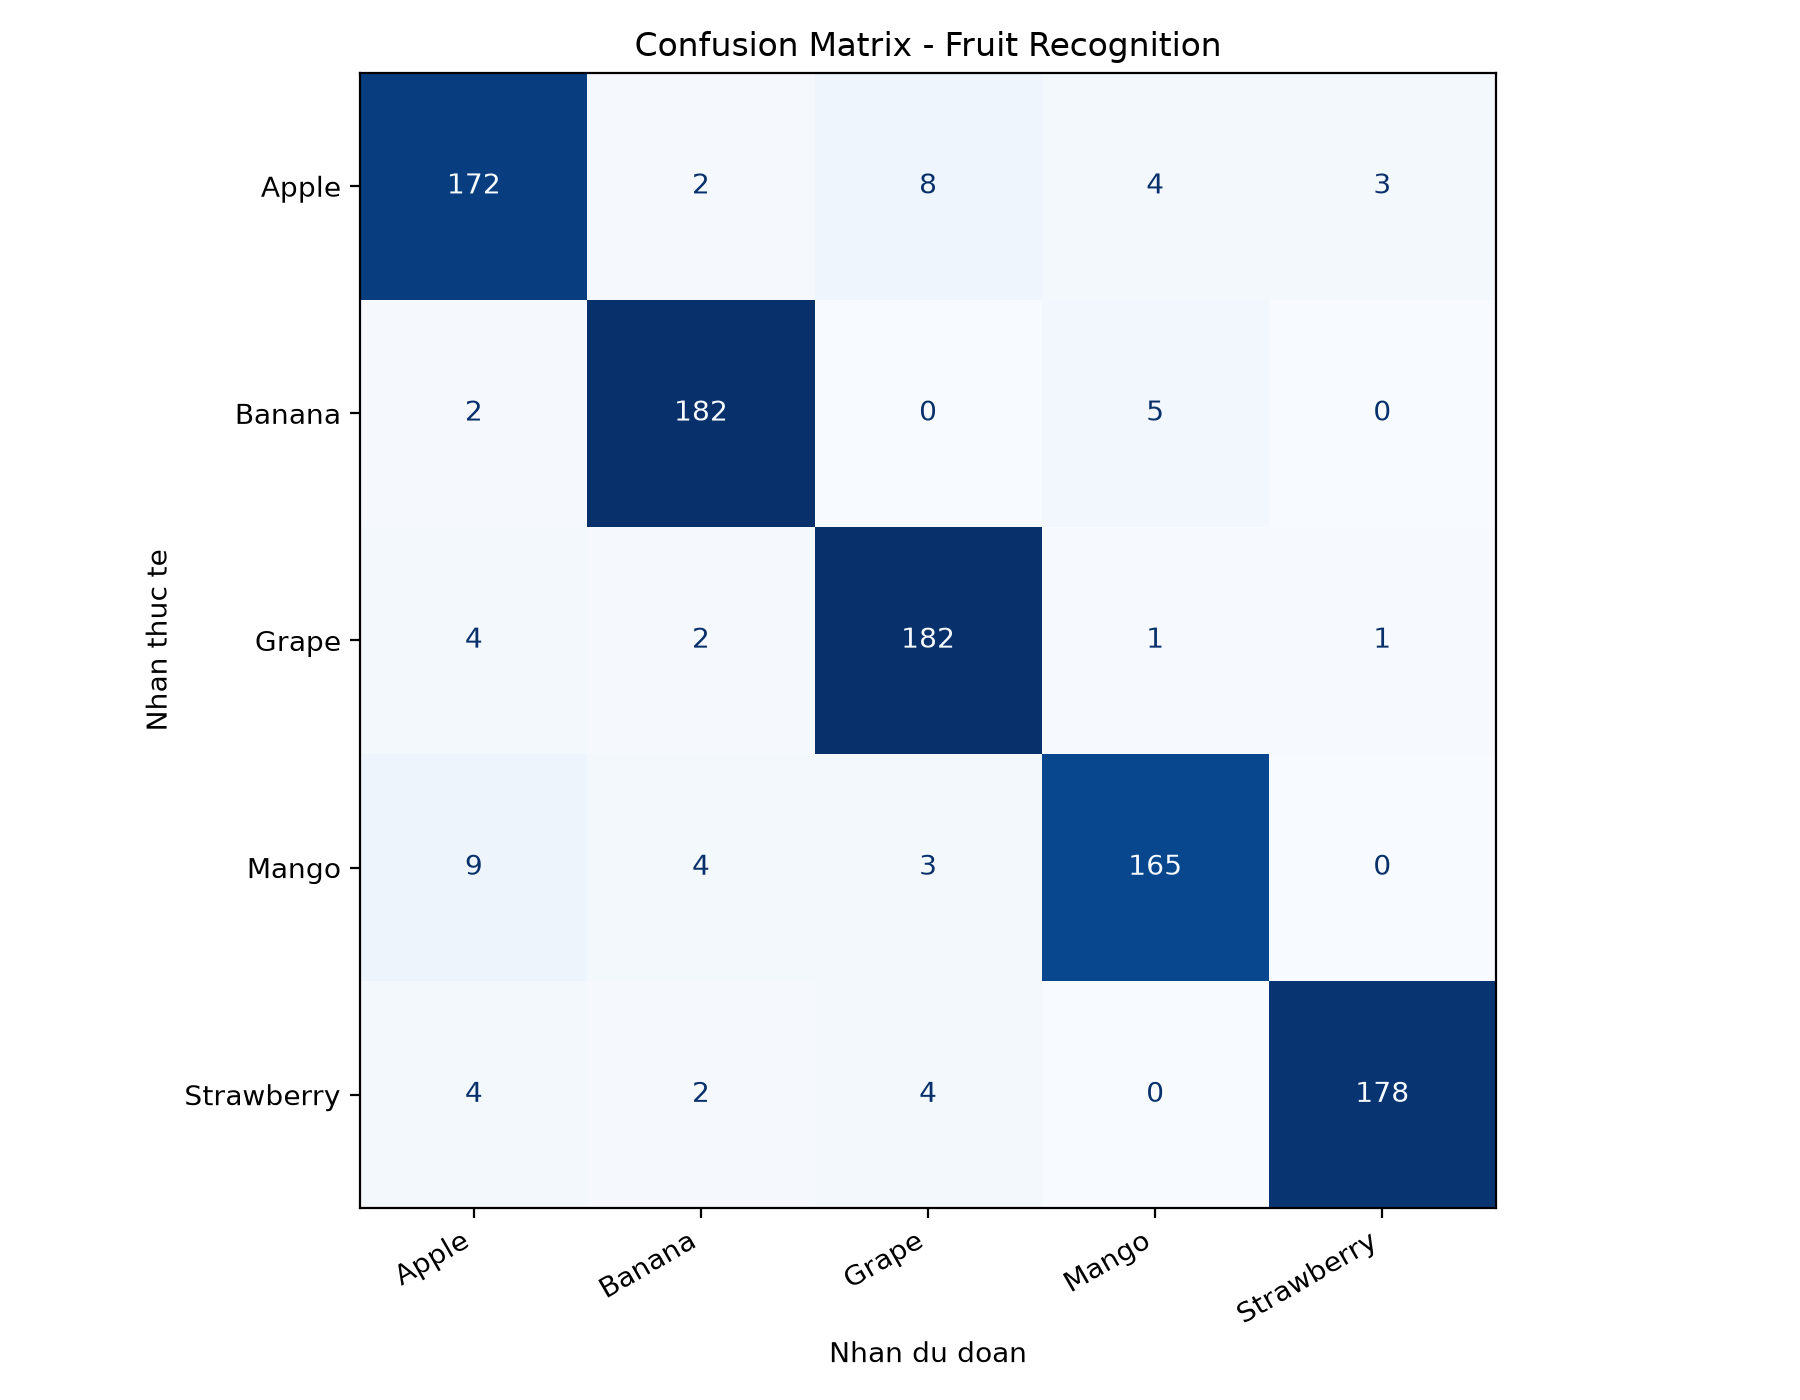 Confusion Matrix - Fruit Recognition
Apple 172 2 8 4 3
Banana 2 182 0 5 0
Nhan thuc te
Grape 4 2 182 1 1
Mango 9 4 3 165 0
Strawberry 4 2 4 0 178
Apple Banana Grape Mango Strawberry
Nhan du doan